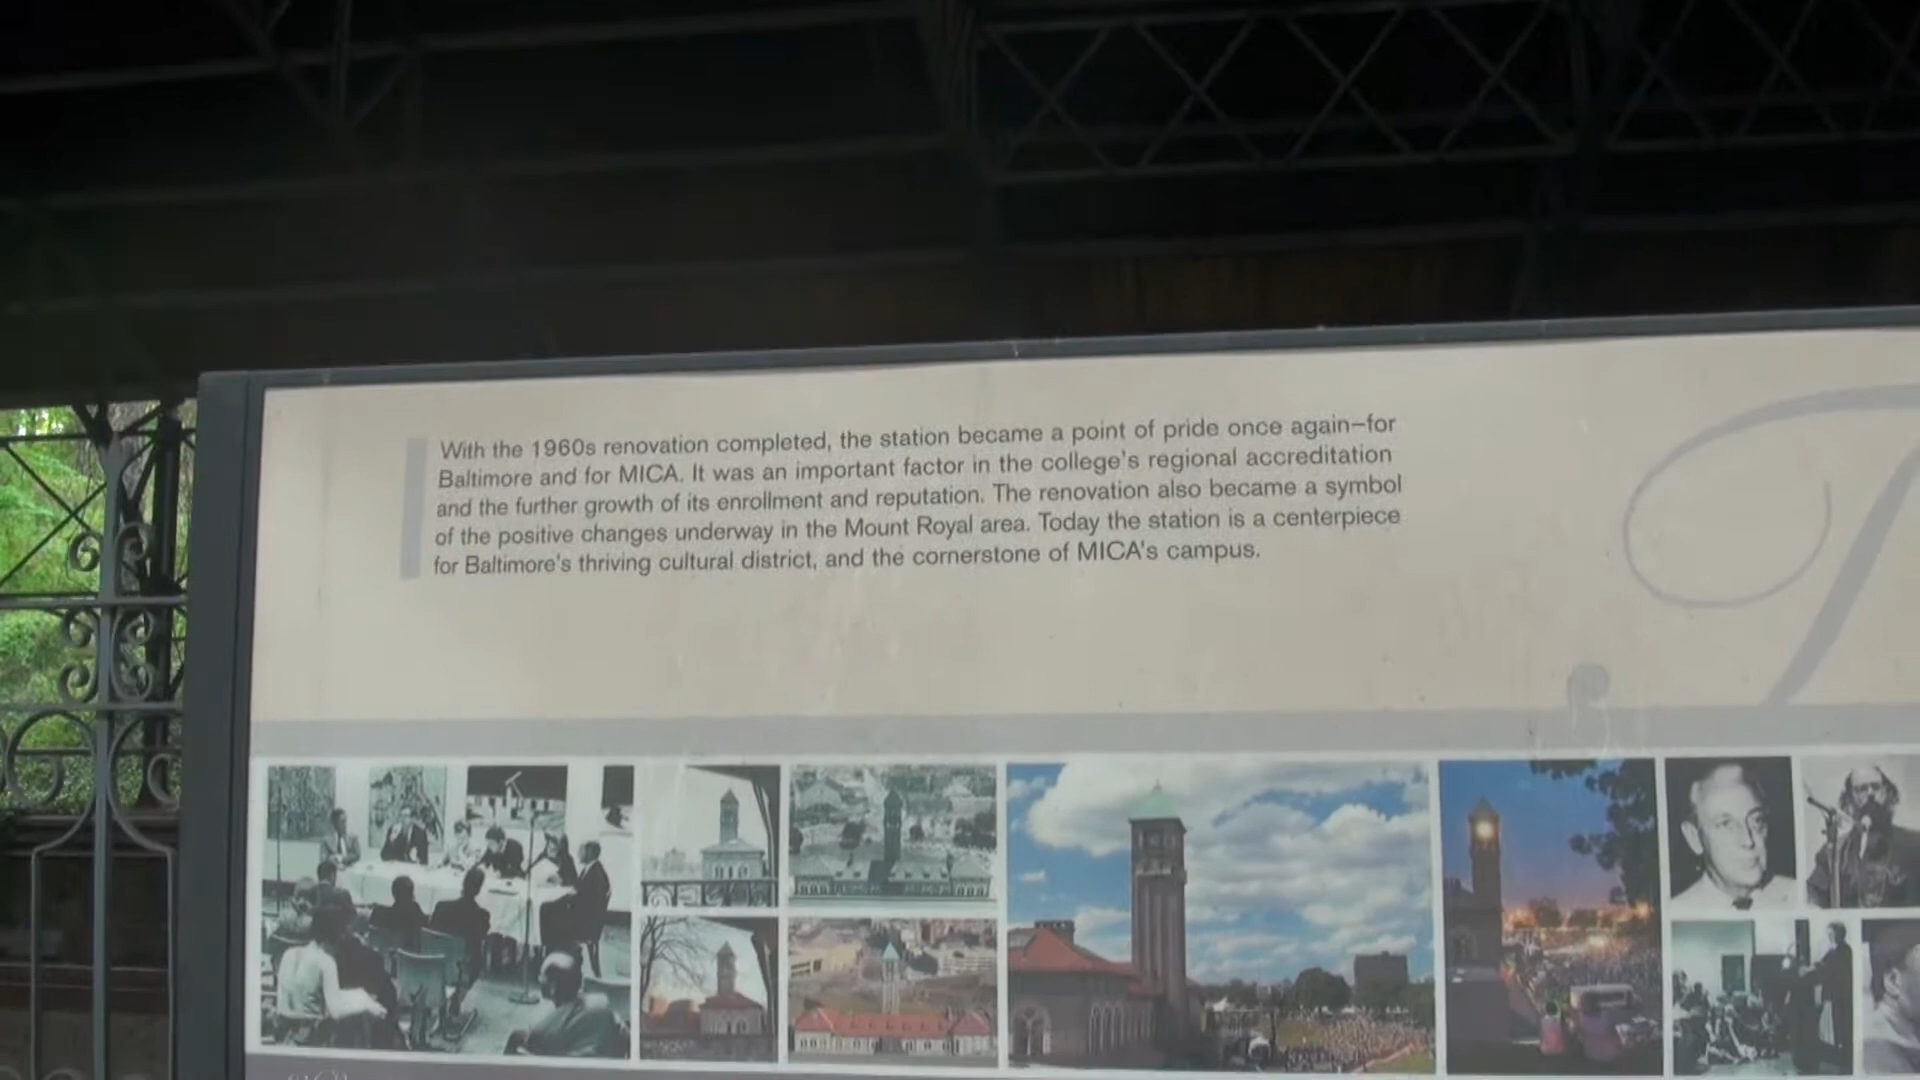 With the 1960s renovation completed, the station became a point of pride once again–for
Baltimore and for MICA. It was an important factor in the college's regional accreditation
and the further growth of its enrollment and reputation. The renovation also became a symbol
of the positive changes underway in the Mount Royal area. Today the station is a centerpiece
for Baltimore's thriving cultural district, and the cornerstone of MICA's campus.